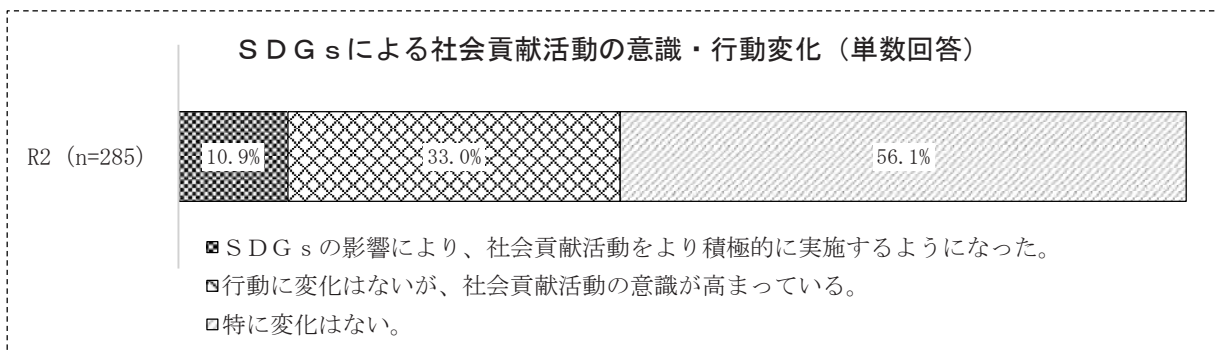 ＳＤＧｓによる社会貢献活動の意識・行動変化（単数回答）
R2 (n=285)
10.9%
33.0%
56.1%
ＳＤＧｓの影響により、社会貢献活動をより積極的に実施するようになった。
行動に変化はないが、社会貢献活動の意識が高まっている。
特に変化はない。